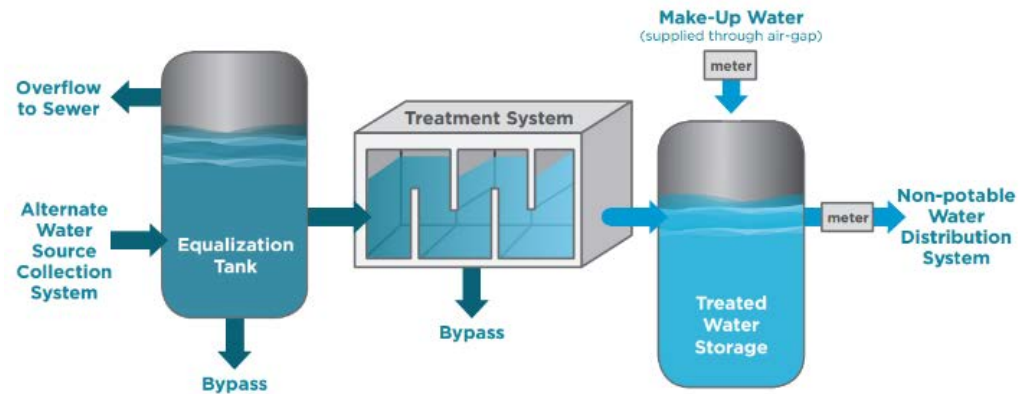 Make-Up Water
(supplied through air-gap)
meter
Overflow
to Sewer
Treatment System
Alternate
Water
Source
Collection
System
Equalization
Tank
meter
Non-potable
Water
Distribution
System
Treated
Water
Storage
Bypass
Bypass